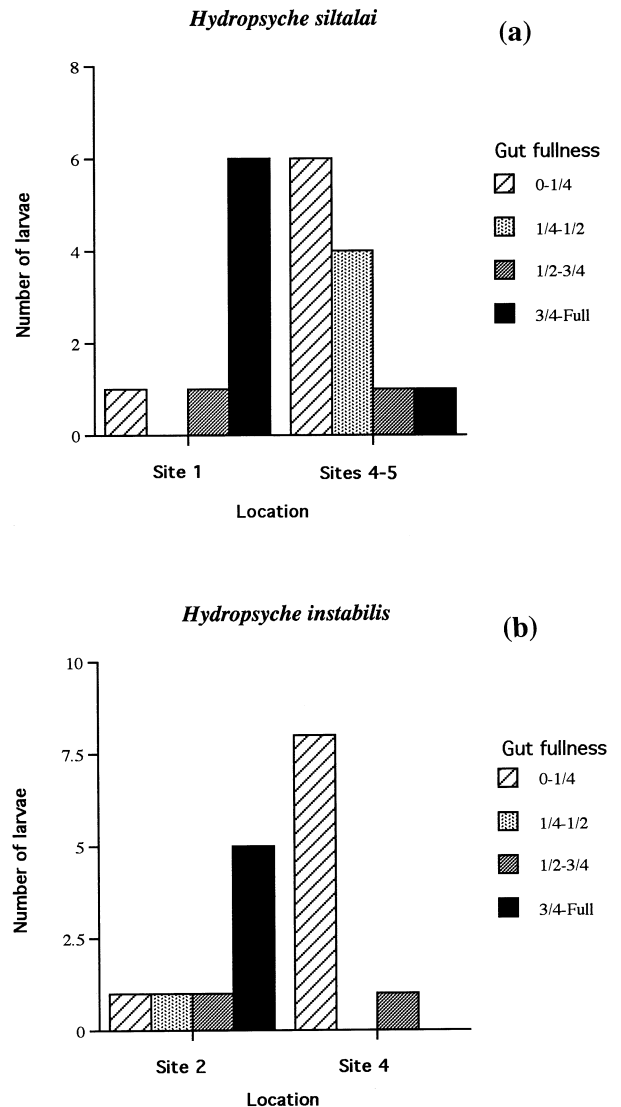 Hydropsyche siltalai
(a)
8
6
4
2
0
Number of larvae
Gut fullness
0-1/4
1/4-1/2
1/2-3/4
3/4-Full
Site 1
Sites 4-5
Location
Hydropsyche instabilis
(b)
10
7.5
5
2.5
0
Number of larvae
Gut fullness
0-1/4
1/4-1/2
1/2-3/4
3/4-Full
Site 2
Site 4
Location